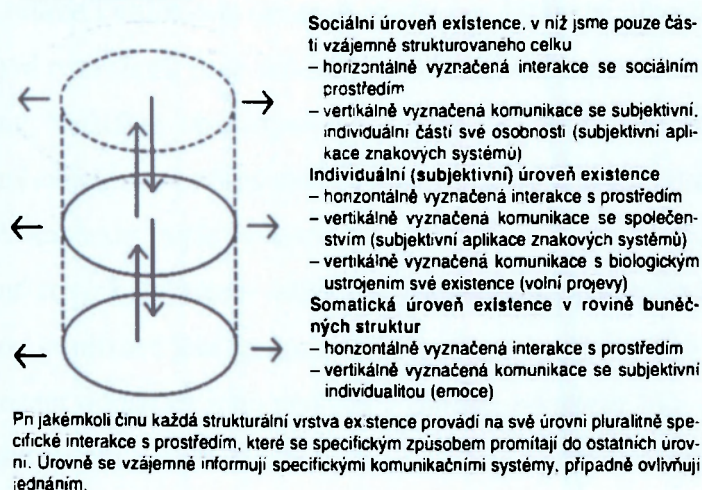 Sociální úroveň existence, v níž jsme pouze čás-
ti vzájemně strukturovaného celku
– horizontálně vyznačená interakce se sociálním
prostředím
– vertikálně vyznačená komunikace se subjektivní,
individuální částí své osobnosti (subjektivní apli-
kace znakových systémů)
Individuální (subjektivní) úroveň existence
– horizontálně vyznačená interakce s prostředím
– vertikálně vyznačená komunikace se společen-
stvím (subjektivní aplikace znakových systémů)
– vertikálně vyznačená komunikace s biologickým
ustrojením své existence (volní projevy)
Somatická úroveň existence v rovině buněč-
ných struktur
– horizontálně vyznačená interakce s prostředím
– vertikálně vyznačená komunikace se subjektivní
individualitou (emoce)
Při jakémkoli činu každá strukturální vrstva existence provádí na své úrovni pluralitně spe-
cifické interakce s prostředím, které se specifickým způsobem promítají do ostatních úrov-
ní. Úrovně se vzájemně informují specifickými komunikačními systémy, případně ovlivňují
jednáním.